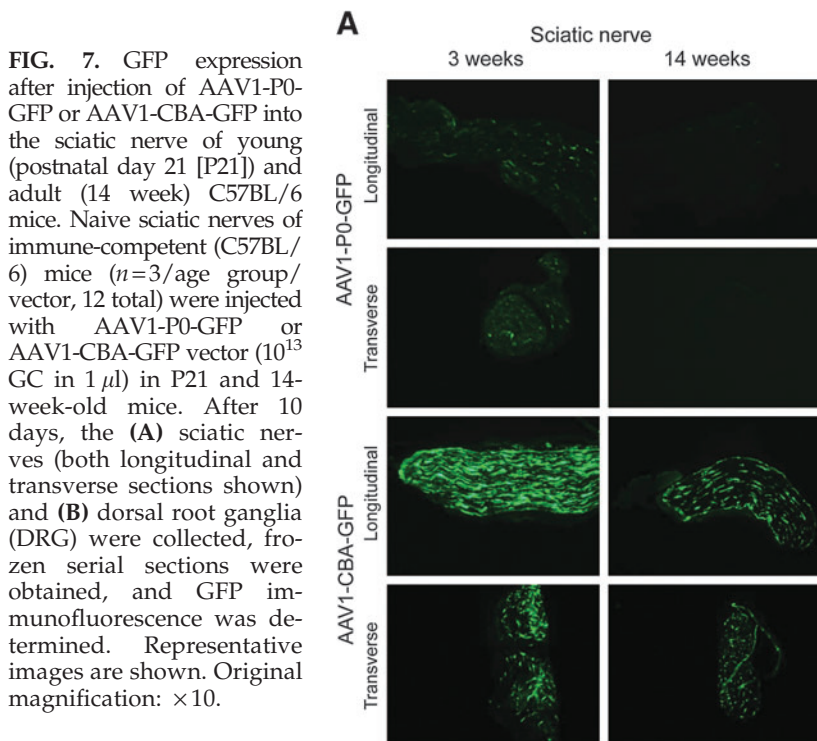 FIG. 7. GFP expression
after injection of AAV1-P0-
GFP or AAV1-CBA-GFP into
the sciatic nerve of young
(postnatal day 21 [P21]) and
adult (14 week) C57BL/6
mice. Naive sciatic nerves of
immune-competent (C57BL/
6) mice (n=3/age group/
vector, 12 total) were injected
with AAV1-P0-GFP or
AAV1-CBA-GFP vector (10¹³
GC in 1 μl) in P21 and 14-
week-old mice. After 10
days, the (A) sciatic ner-
ves (both longitudinal and
transverse sections shown)
and (B) dorsal root ganglia
(DRG) were collected, fro-
zen serial sections were
obtained, and GFP im-
munofluorescence was de-
termined. Representative
images are shown. Original
magnification: ×10.
A
Sciatic nerve
3 weeks 14 weeks
AAV1-P0-GFP
Longitudinal
Transverse
AAV1-CBA-GFP
Longitudinal
Transverse